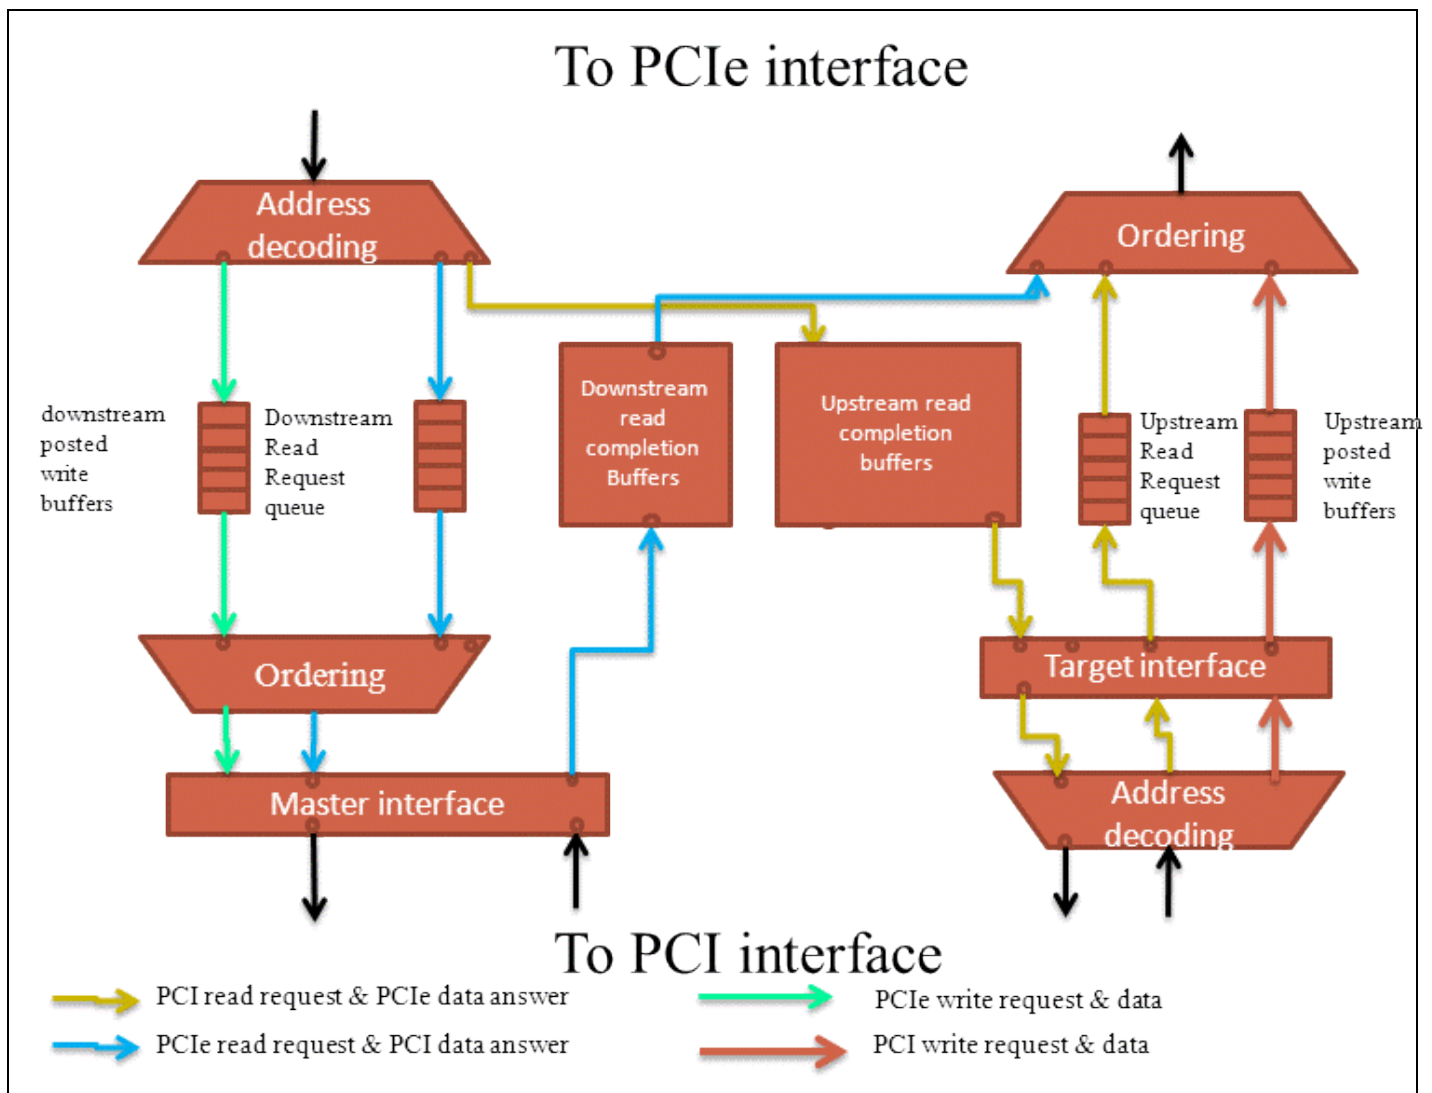 To PCIe interface
Address
decoding
Ordering
downstream
posted
write
buffers
Downstream
Read
Request
queue
Downstream
read
completion
Buffers
Upstream read
completion
buffers
Upstream
Read
Request
queue
Upstream
posted
write
buffers
Ordering
Target interface
Master interface
Address
decoding
To PCI interface
PCI read request & PCIe data answer
PCIe write request & data
PCIe read request & PCI data answer
PCI write request & data